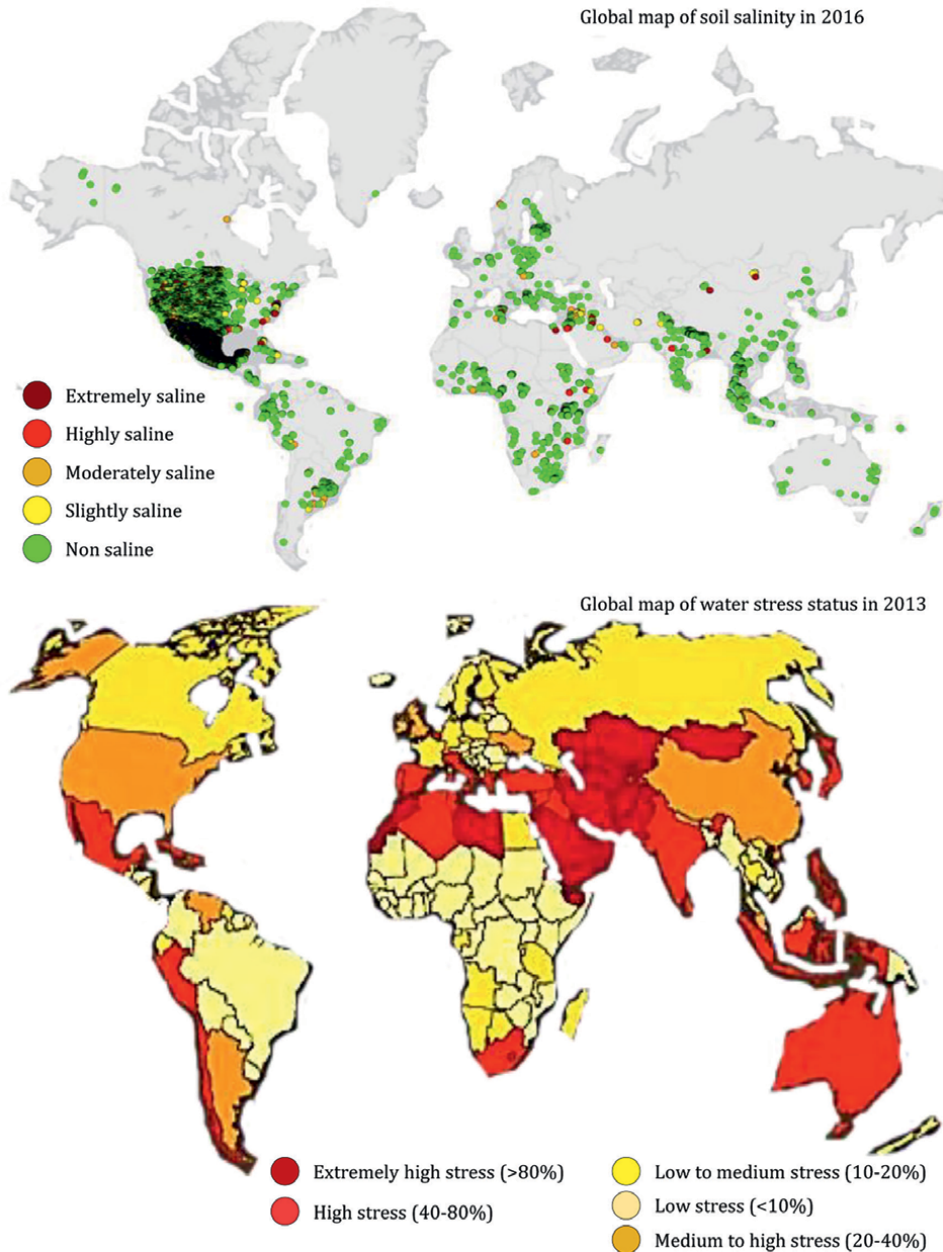 Global map of soil salinity in 2016
Extremely saline
Highly saline
Moderately saline
Slightly saline
Non saline
Global map of water stress status in 2013
Extremely high stress (>80%)
High stress (40-80%)
Low to medium stress (10-20%)
Low stress (<10%)
Medium to high stress (20-40%)